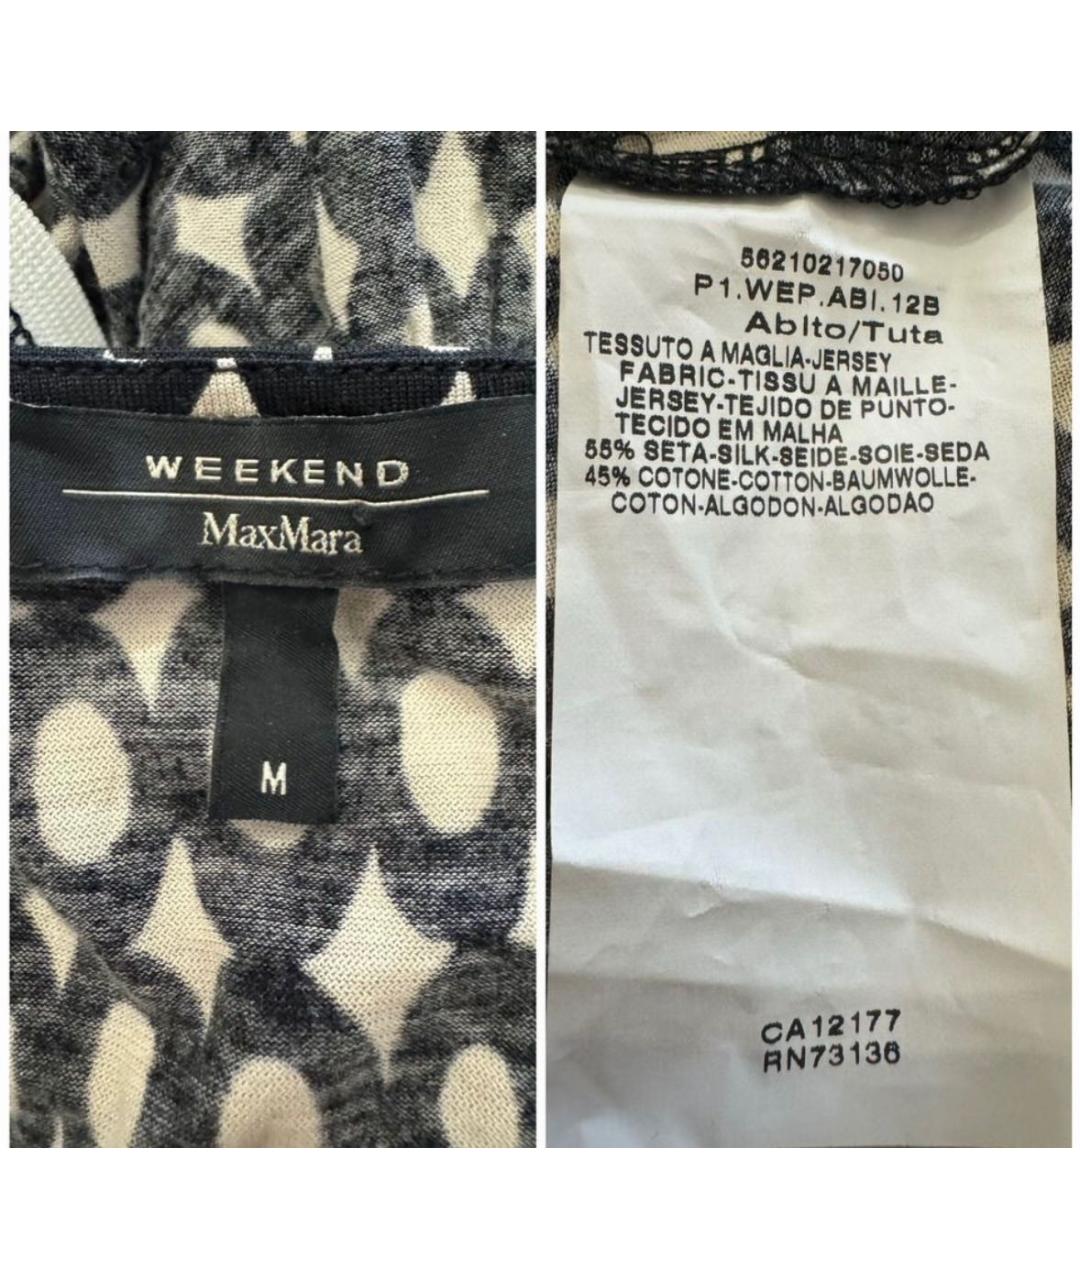 WEEKEND
MaxMara
M
56210217050
P1.WEP.ABI.12B
Abito/Tuta
TESSUTO A MAGLIA-JERSEY
FABRIC-TISSU A MAILLE-
JERSEY-TEJIDO DE PUNTO-
TECIDO EM MALHA
55% SETA-SILK-SEIDE-SOIE-SEDA
45% COTONE-COTTON-BAUMWOLLE-
COTON-ALGODON-ALGODAO
CA12177
RN73136